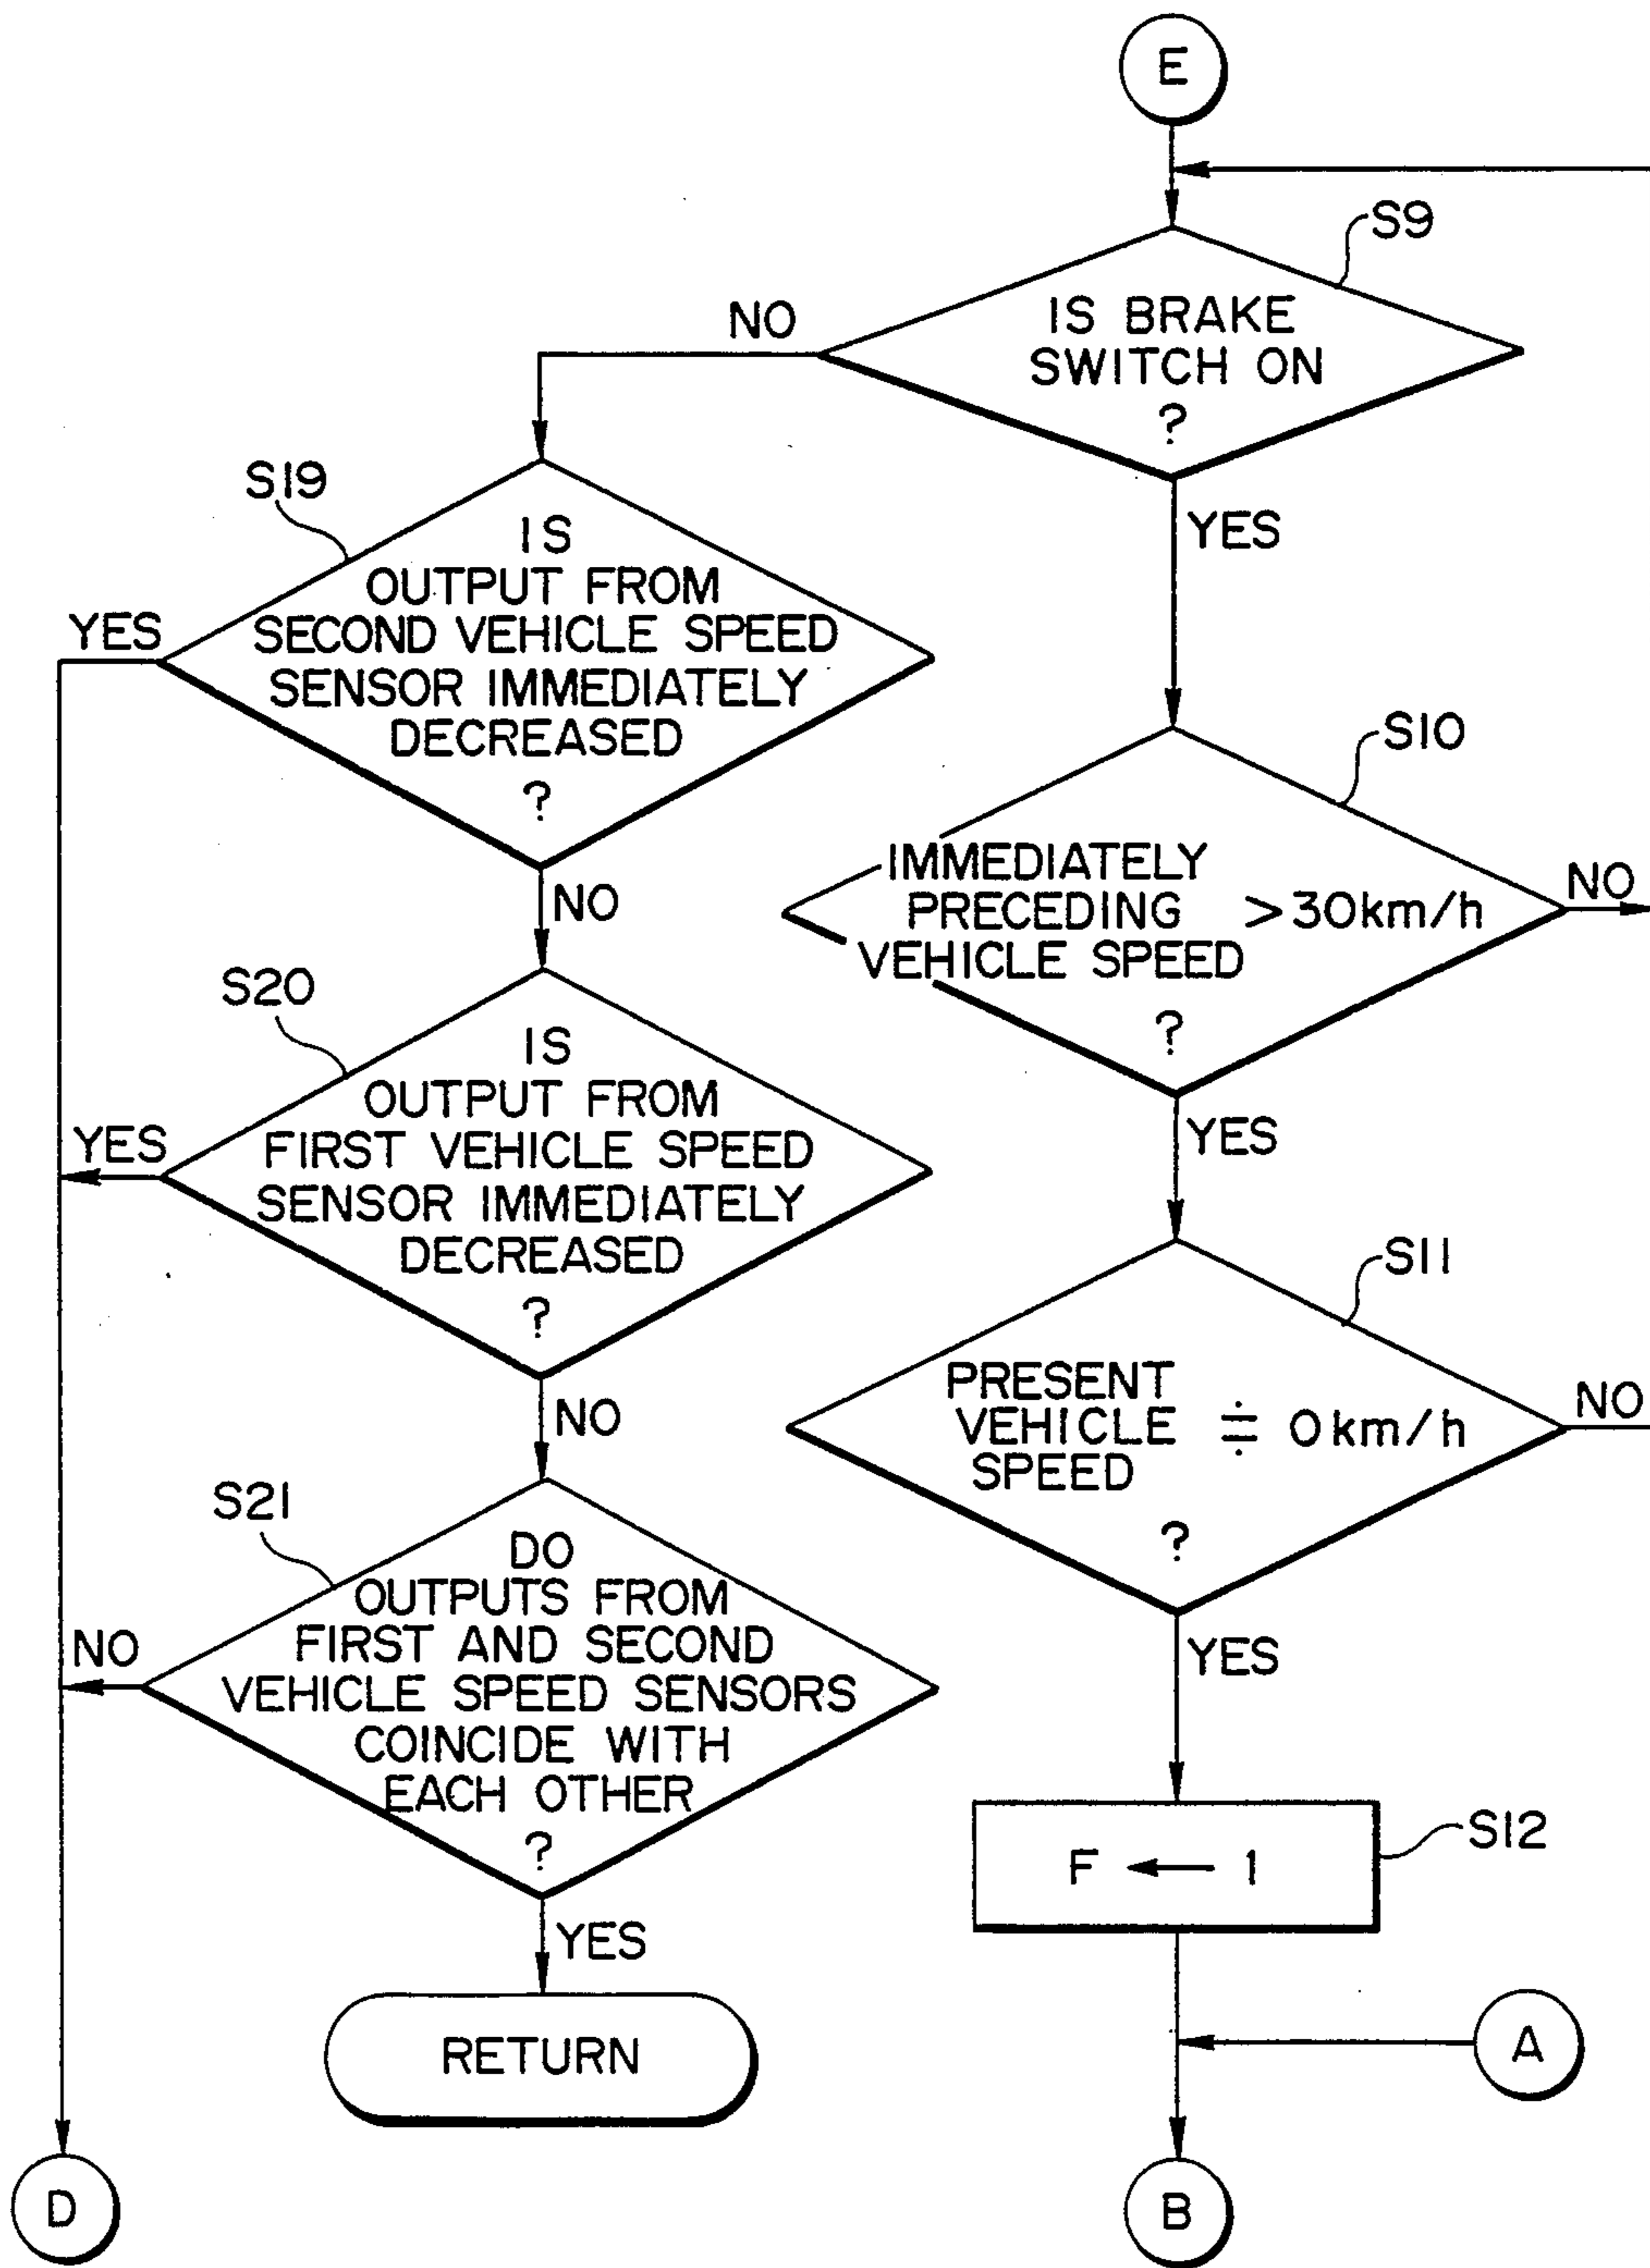 E
S9
IS BRAKE
SWITCH ON
?
NO
YES
S19
IS
OUTPUT FROM
SECOND VEHICLE SPEED
SENSOR IMMEDIATELY
DECREASED
?
YES
NO
S10
IMMEDIATELY
PRECEDING >30km/h
VEHICLE SPEED
?
NO
YES
S20
IS
OUTPUT FROM
FIRST VEHICLE SPEED
SENSOR IMMEDIATELY
DECREASED
?
YES
NO
S11
PRESENT
VEHICLE ≑ 0km/h
SPEED
?
NO
YES
S21
DO
OUTPUTS FROM
FIRST AND SECOND
VEHICLE SPEED SENSORS
COINCIDE WITH
EACH OTHER
?
NO
YES
S12
F ← 1
RETURN
A
D
B